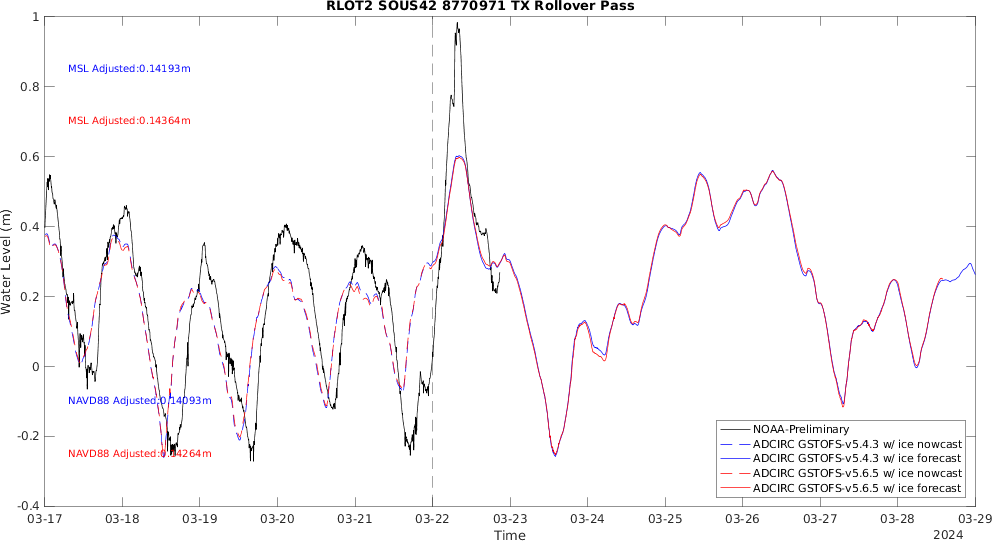 RLOT2 SOUS42 8770971 TX Rollover Pass
Water Level (m)
1
0.8
0.6
0.4
0.2
0
-0.2
-0.4
MSL Adjusted:0.14193m
MSL Adjusted:0.14364m
NAVD88 Adjusted:0.14093m
NAVD88 Adjusted:0.14264m
NOAA-Preliminary
ADCIRC GSTOFS-v5.4.3 w/ ice nowcast
ADCIRC GSTOFS-v5.4.3 w/ ice forecast
ADCIRC GSTOFS-v5.6.5 w/ ice nowcast
ADCIRC GSTOFS-v5.6.5 w/ ice forecast
03-17 03-18 03-19 03-20 03-21 03-22 03-23 03-24 03-25 03-26 03-27 03-28 03-29
Time
2024